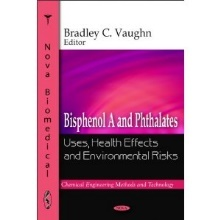 Bradley C. Vaughn
Editor
Nova Biomedical
Bisphenol A and Phthalates
Uses, Health Effects
and Environmental Risks
Chemical Engineering Methods and Technology